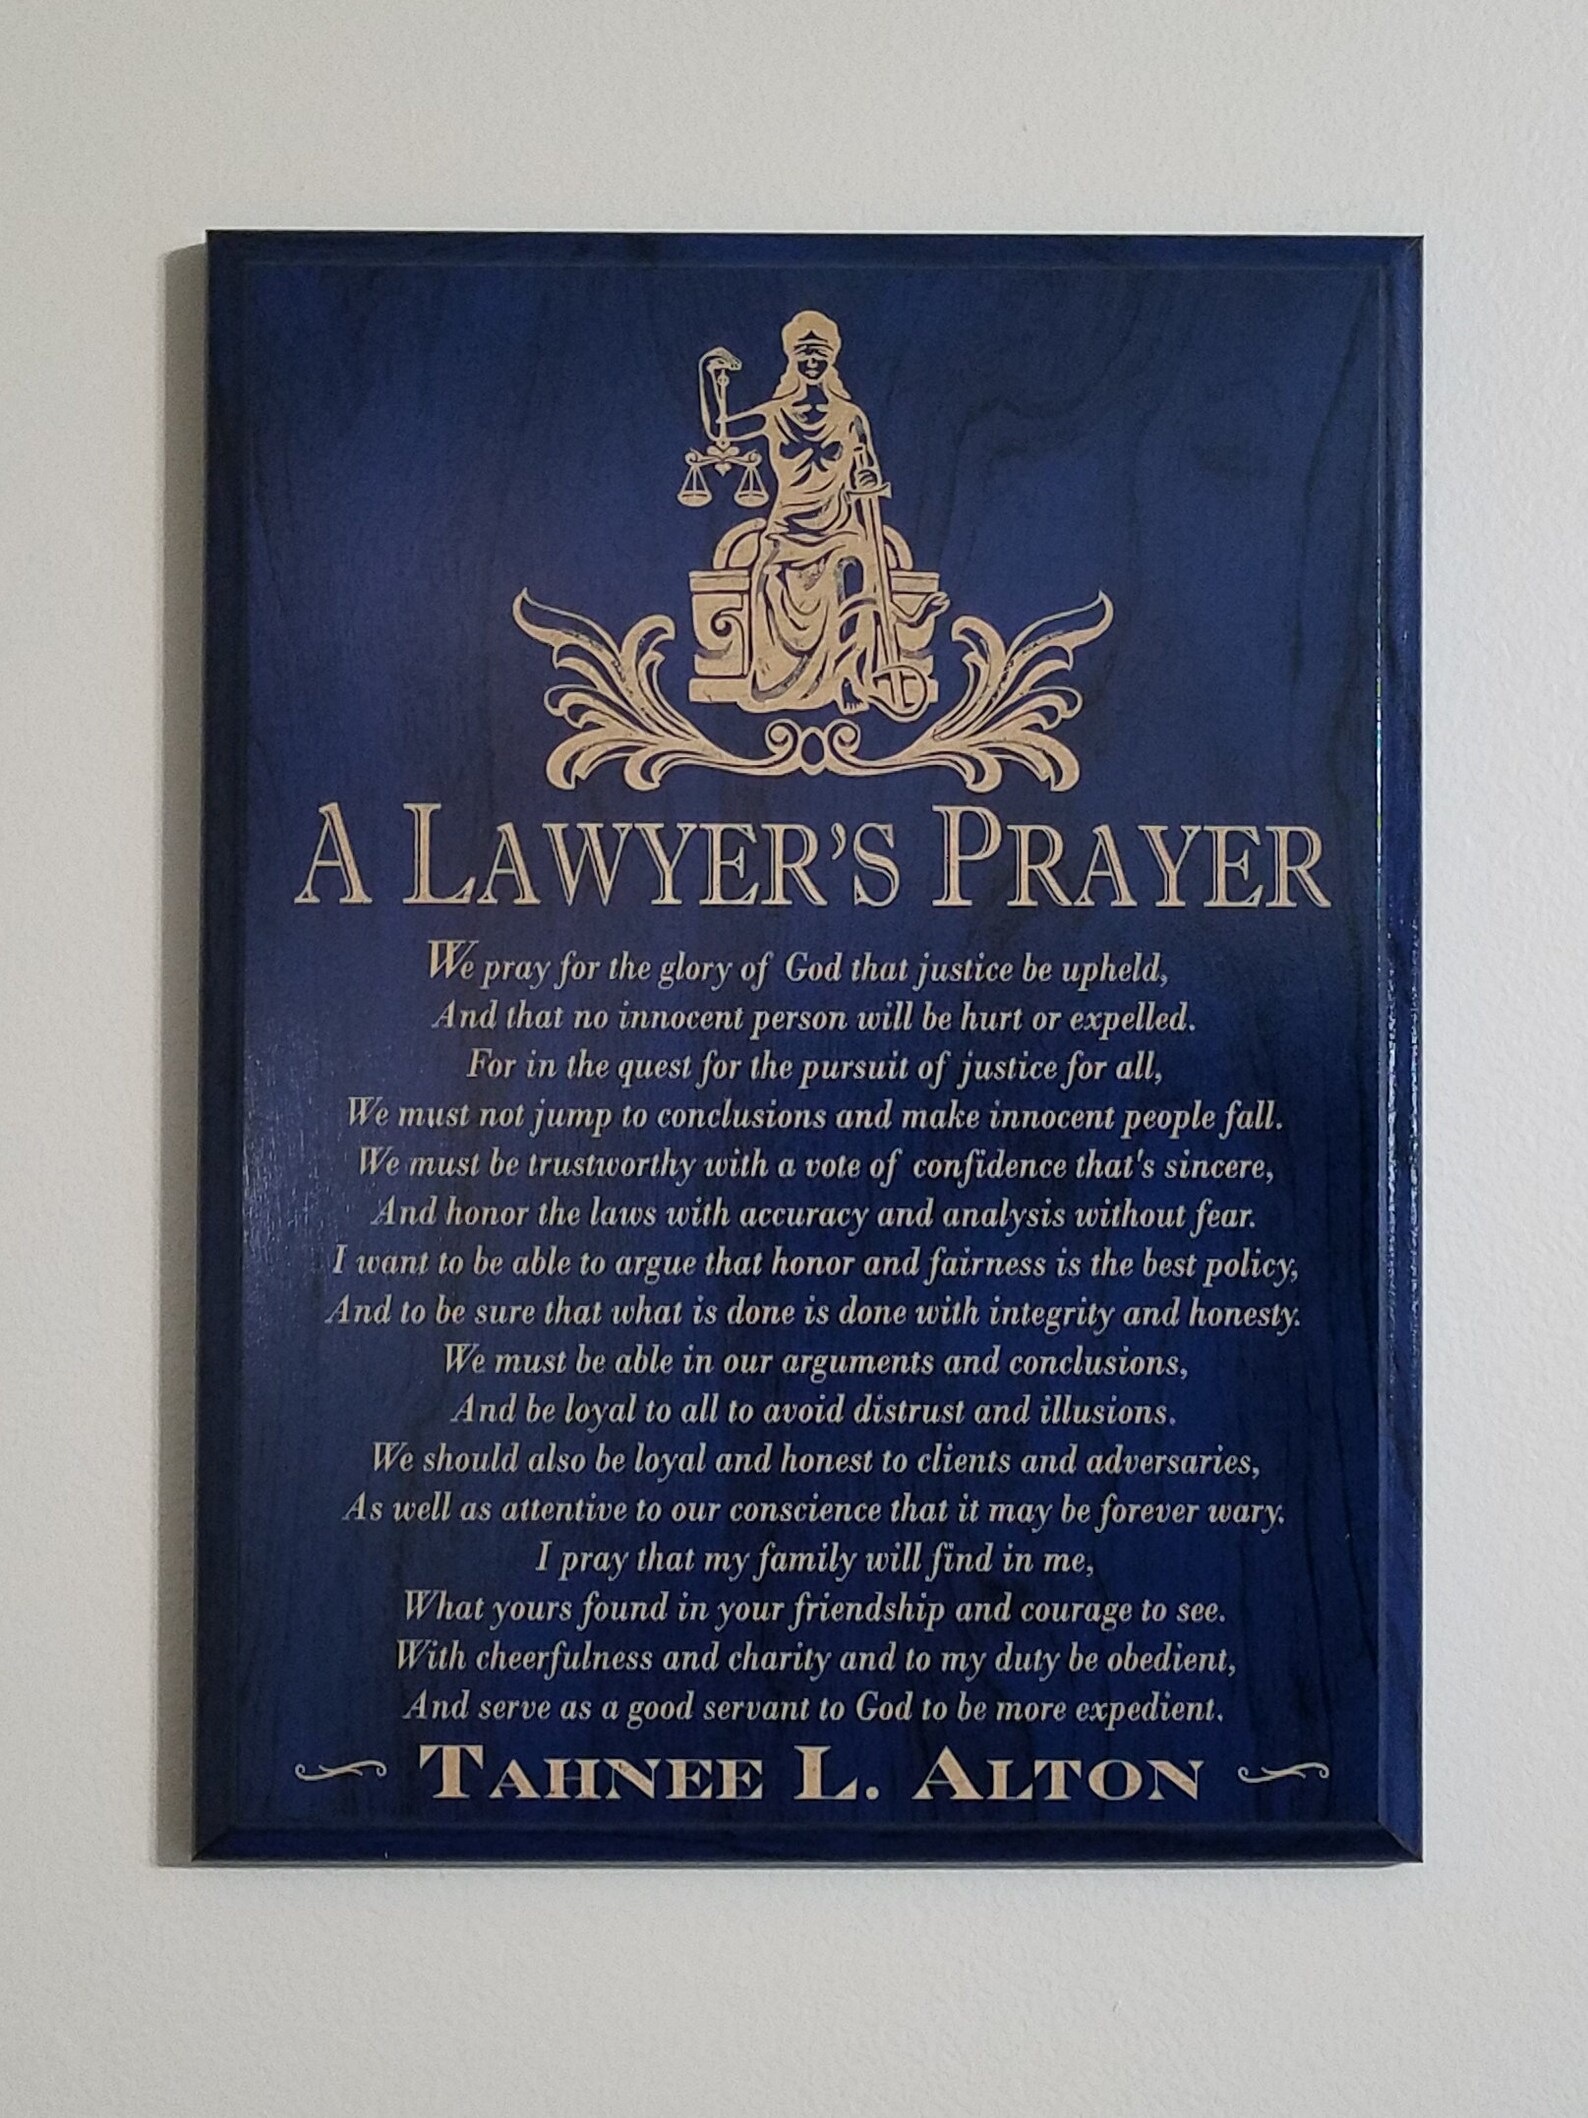 A LAWYER'S PRAYER
We pray for the glory of God that justice be upheld,
And that no innocent person will be hurt or expelled.
For in the quest for the pursuit of justice for all,
We must not jump to conclusions and make innocent people fall.
We must be trustworthy with a vote of confidence that's sincere,
And honor the laws with accuracy and analysis without fear.
I want to be able to argue that honor and fairness is the best policy,
And to be sure that what is done is done with integrity and honesty.
We must be able in our arguments and conclusions,
And be loyal to all to avoid distrust and illusions.
We should also be loyal and honest to clients and adversaries,
As well as attentive to our conscience that it may be forever wary.
I pray that my family will find in me,
What yours found in your friendship and courage to see.
With cheerfulness and charity and to my duty be obedient,
And serve as a good servant to God to be more expedient.
TAHNEE L. ALTON